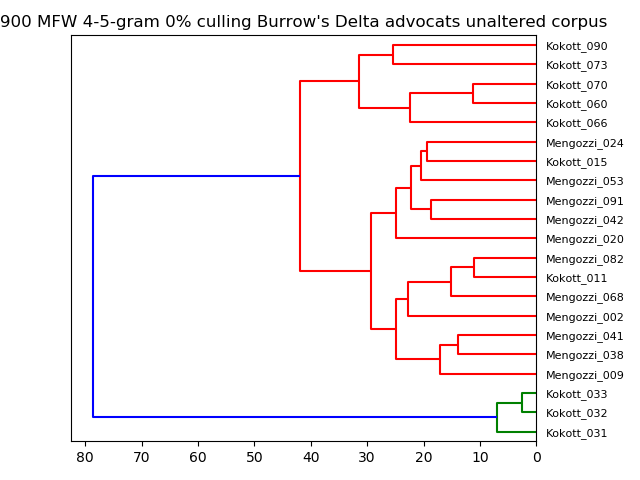 900 MFW 4-5-gram 0% culling Burrow's Delta advocats unaltered corpus
Kokott_090
Kokott_073
Kokott_070
Kokott_060
Kokott_066
Mengozzi_024
Kokott_015
Mengozzi_053
Mengozzi_091
Mengozzi_042
Mengozzi_020
Mengozzi_082
Kokott_011
Mengozzi_068
Mengozzi_002
Mengozzi_041
Mengozzi_038
Mengozzi_009
Kokott_033
Kokott_032
Kokott_031
80 70 60 50 40 30 20 10 0